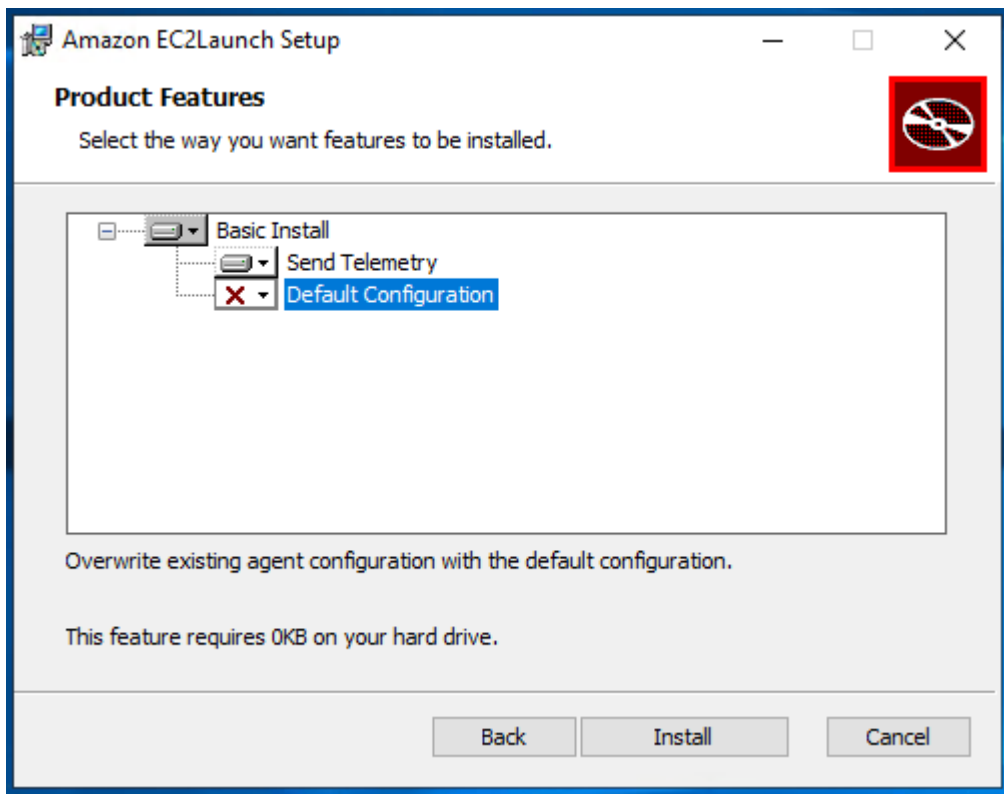 Amazon EC2Launch Setup
Product Features
Select the way you want features to be installed.
Basic Install
Send Telemetry
Default Configuration
Overwrite existing agent configuration with the default configuration.
This feature requires 0KB on your hard drive.
Back Install Cancel